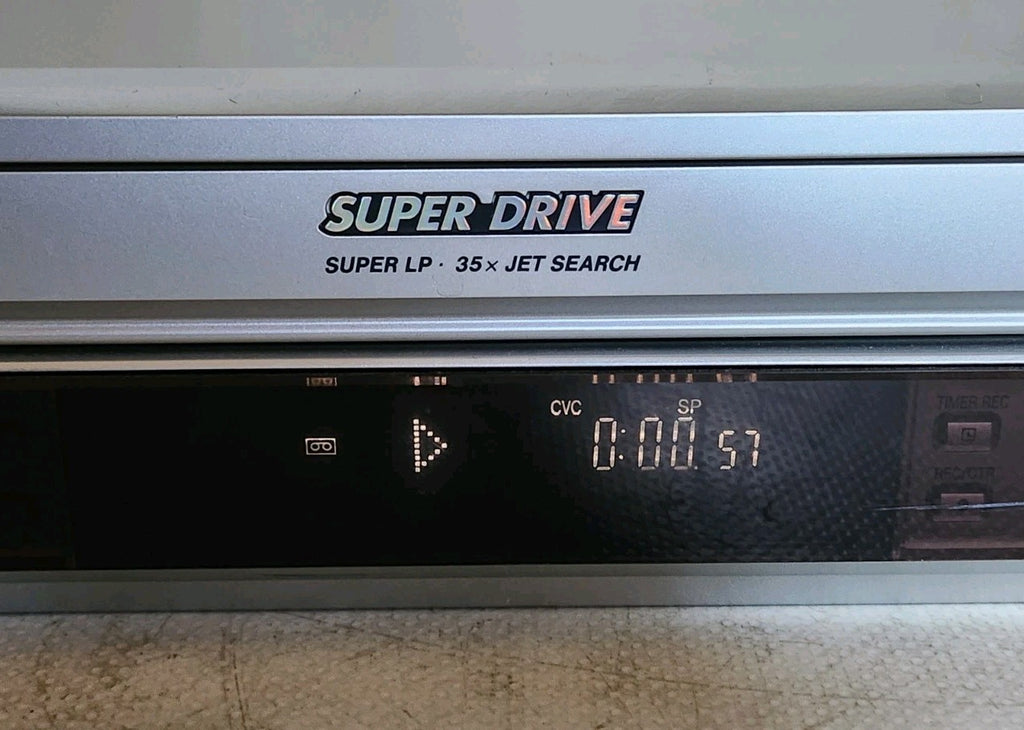 SUPER DRIVE
SUPER LP · 35× JET SEARCH
CVC SP
0:00 57
TIMER REC
REC/OTR